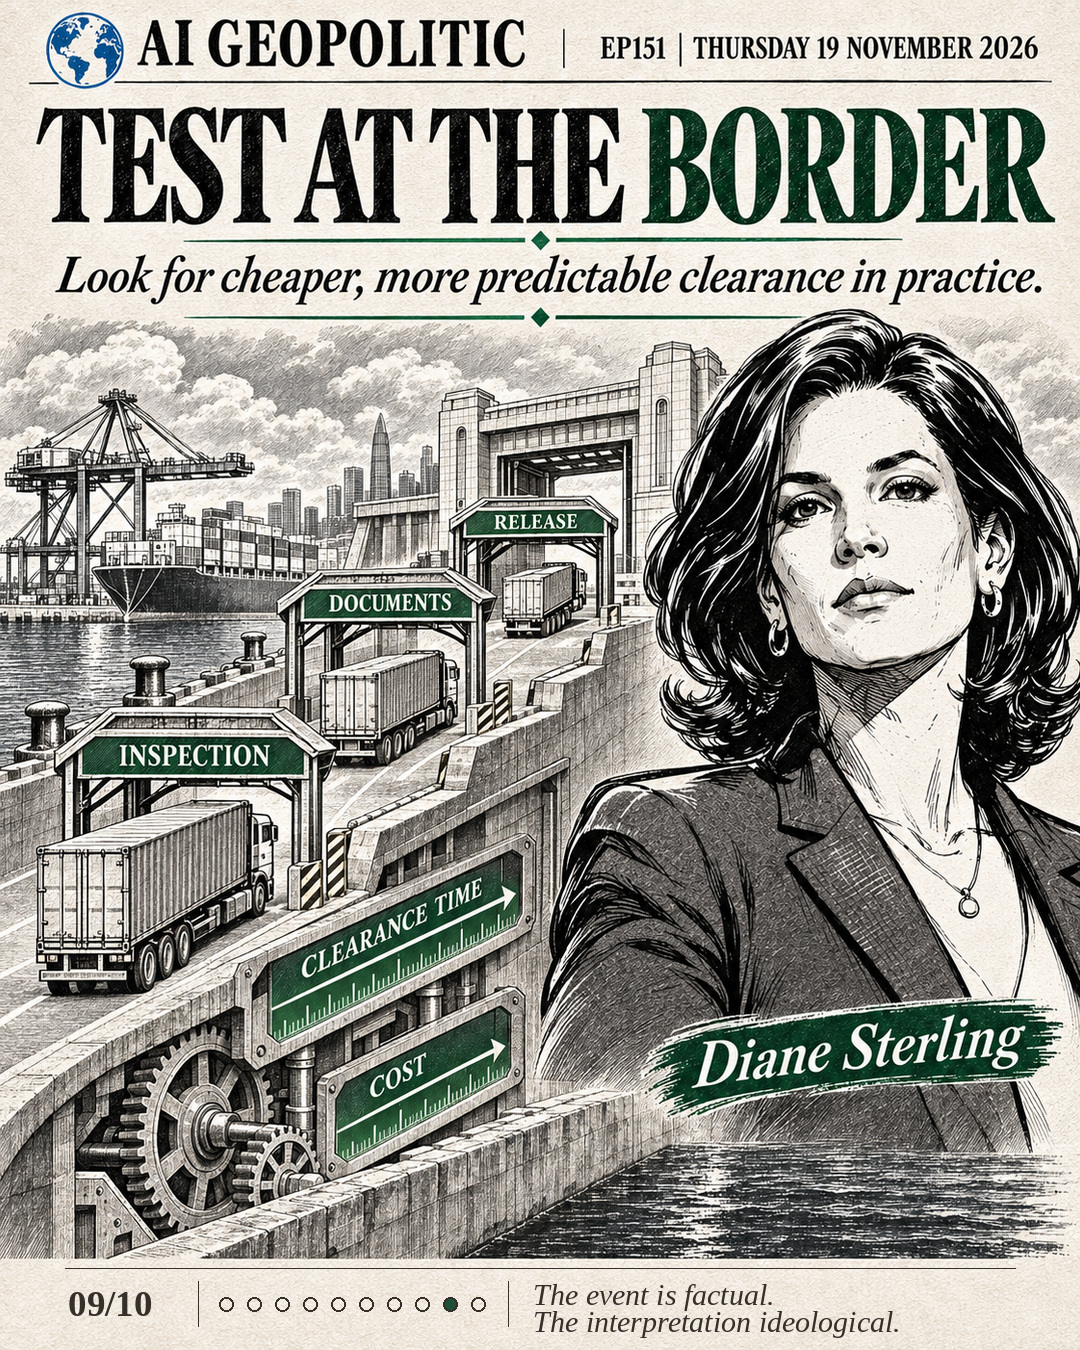 AI GEOPOLITIC
EP151 | THURSDAY 19 NOVEMBER 2026
TEST AT THE BORDER
Look for cheaper, more predictable clearance in practice.
RELEASE
DOCUMENTS
INSPECTION
CLEARANCE TIME
COST
Diane Sterling
09/10
The event is factual.
The interpretation ideological.